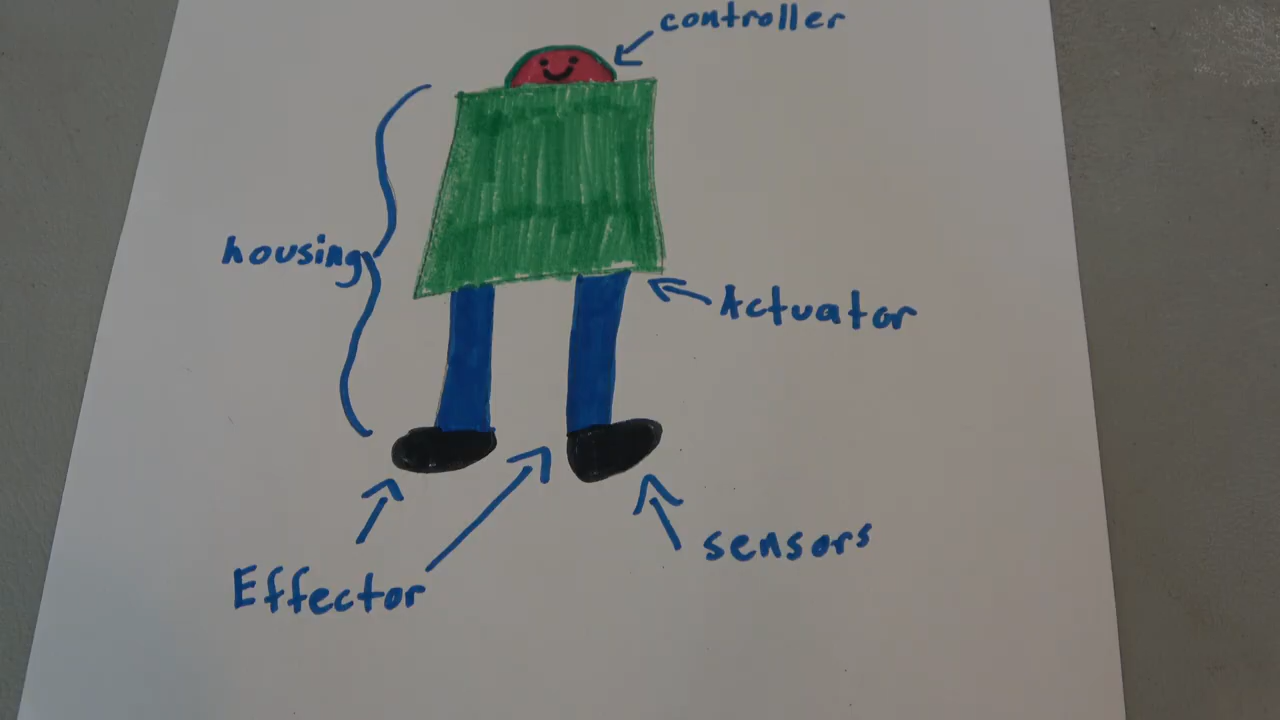 controller
housing
Actuator
sensors
Effector